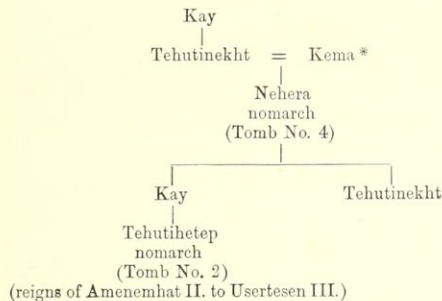 Kay
Tehutinekht = Kema *
Nehera
nomarch
(Tomb No. 4)
Kay Tehutinekht
Tehutihetep
nomarch
(Tomb No. 2)
(reigns of Amenemhat II. to Usertesen III.)